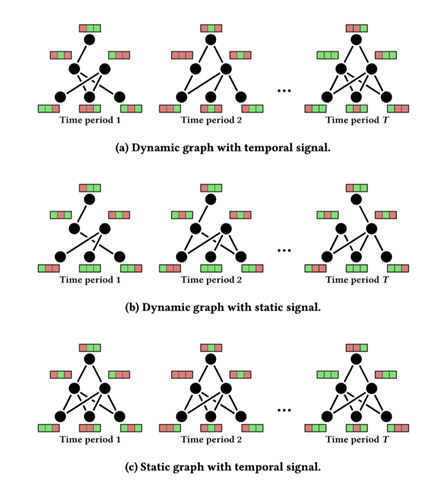 Time period 1
Time period 2
...
Time period T
(a) Dynamic graph with temporal signal.
Time period 1
Time period 2
...
Time period T
(b) Dynamic graph with static signal.
Time period 1
Time period 2
...
Time period T
(c) Static graph with temporal signal.